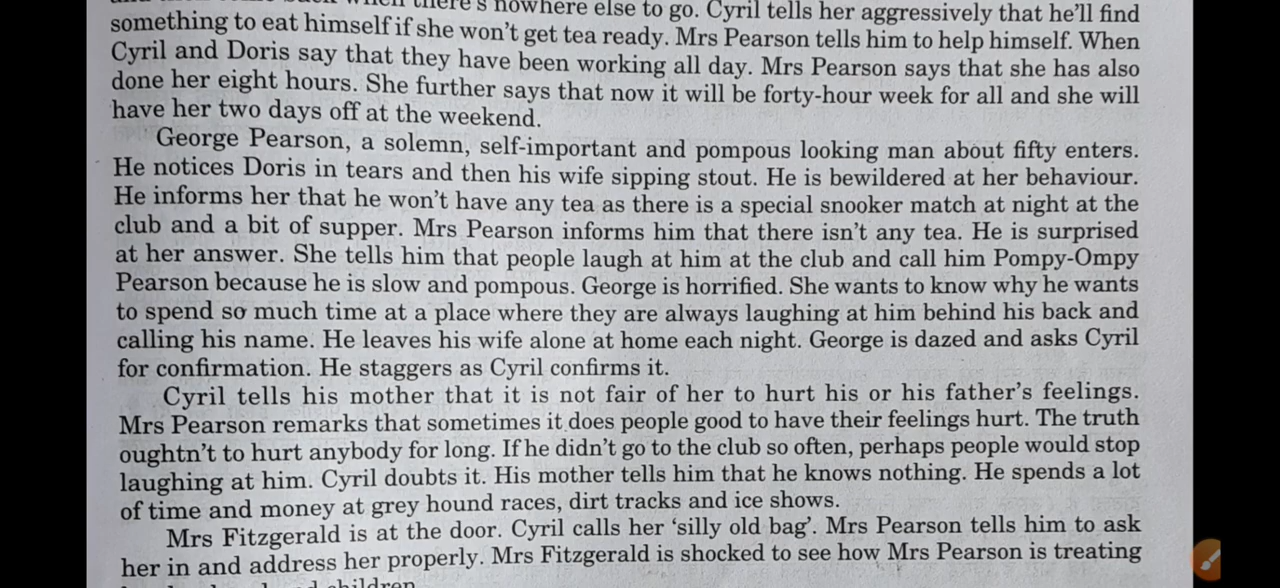 there's nowhere else to go. Cyril tells her aggressively that he'll find
something to eat himself if she won't get tea ready. Mrs Pearson tells him to help himself. When
Cyril and Doris say that they have been working all day. Mrs Pearson says that she has also
done her eight hours. She further says that now it will be forty-hour week for all and she will
have her two days off at the weekend.
George Pearson, a solemn, self-important and pompous looking man about fifty enters.
He notices Doris in tears and then his wife sipping stout. He is bewildered at her behaviour.
He informs her that he won't have any tea as there is a special snooker match at night at the
club and a bit of supper. Mrs Pearson informs him that there isn't any tea. He is surprised
at her answer. She tells him that people laugh at him at the club and call him Pompy-Ompy
Pearson because he is slow and pompous. George is horrified. She wants to know why he wants
to spend so much time at a place where they are always laughing at him behind his back and
calling his name. He leaves his wife alone at home each night. George is dazed and asks Cyril
for confirmation. He staggers as Cyril confirms it.
Cyril tells his mother that it is not fair of her to hurt his or his father's feelings.
Mrs Pearson remarks that sometimes it does people good to have their feelings hurt. The truth
oughtn't to hurt anybody for long. If he didn't go to the club so often, perhaps people would stop
laughing at him. Cyril doubts it. His mother tells him that he knows nothing. He spends a lot
of time and money at grey hound races, dirt tracks and ice shows.
Mrs Fitzgerald is at the door. Cyril calls her 'silly old bag'. Mrs Pearson tells him to ask
her in and address her properly. Mrs Fitzgerald is shocked to see how Mrs Pearson is treating
children